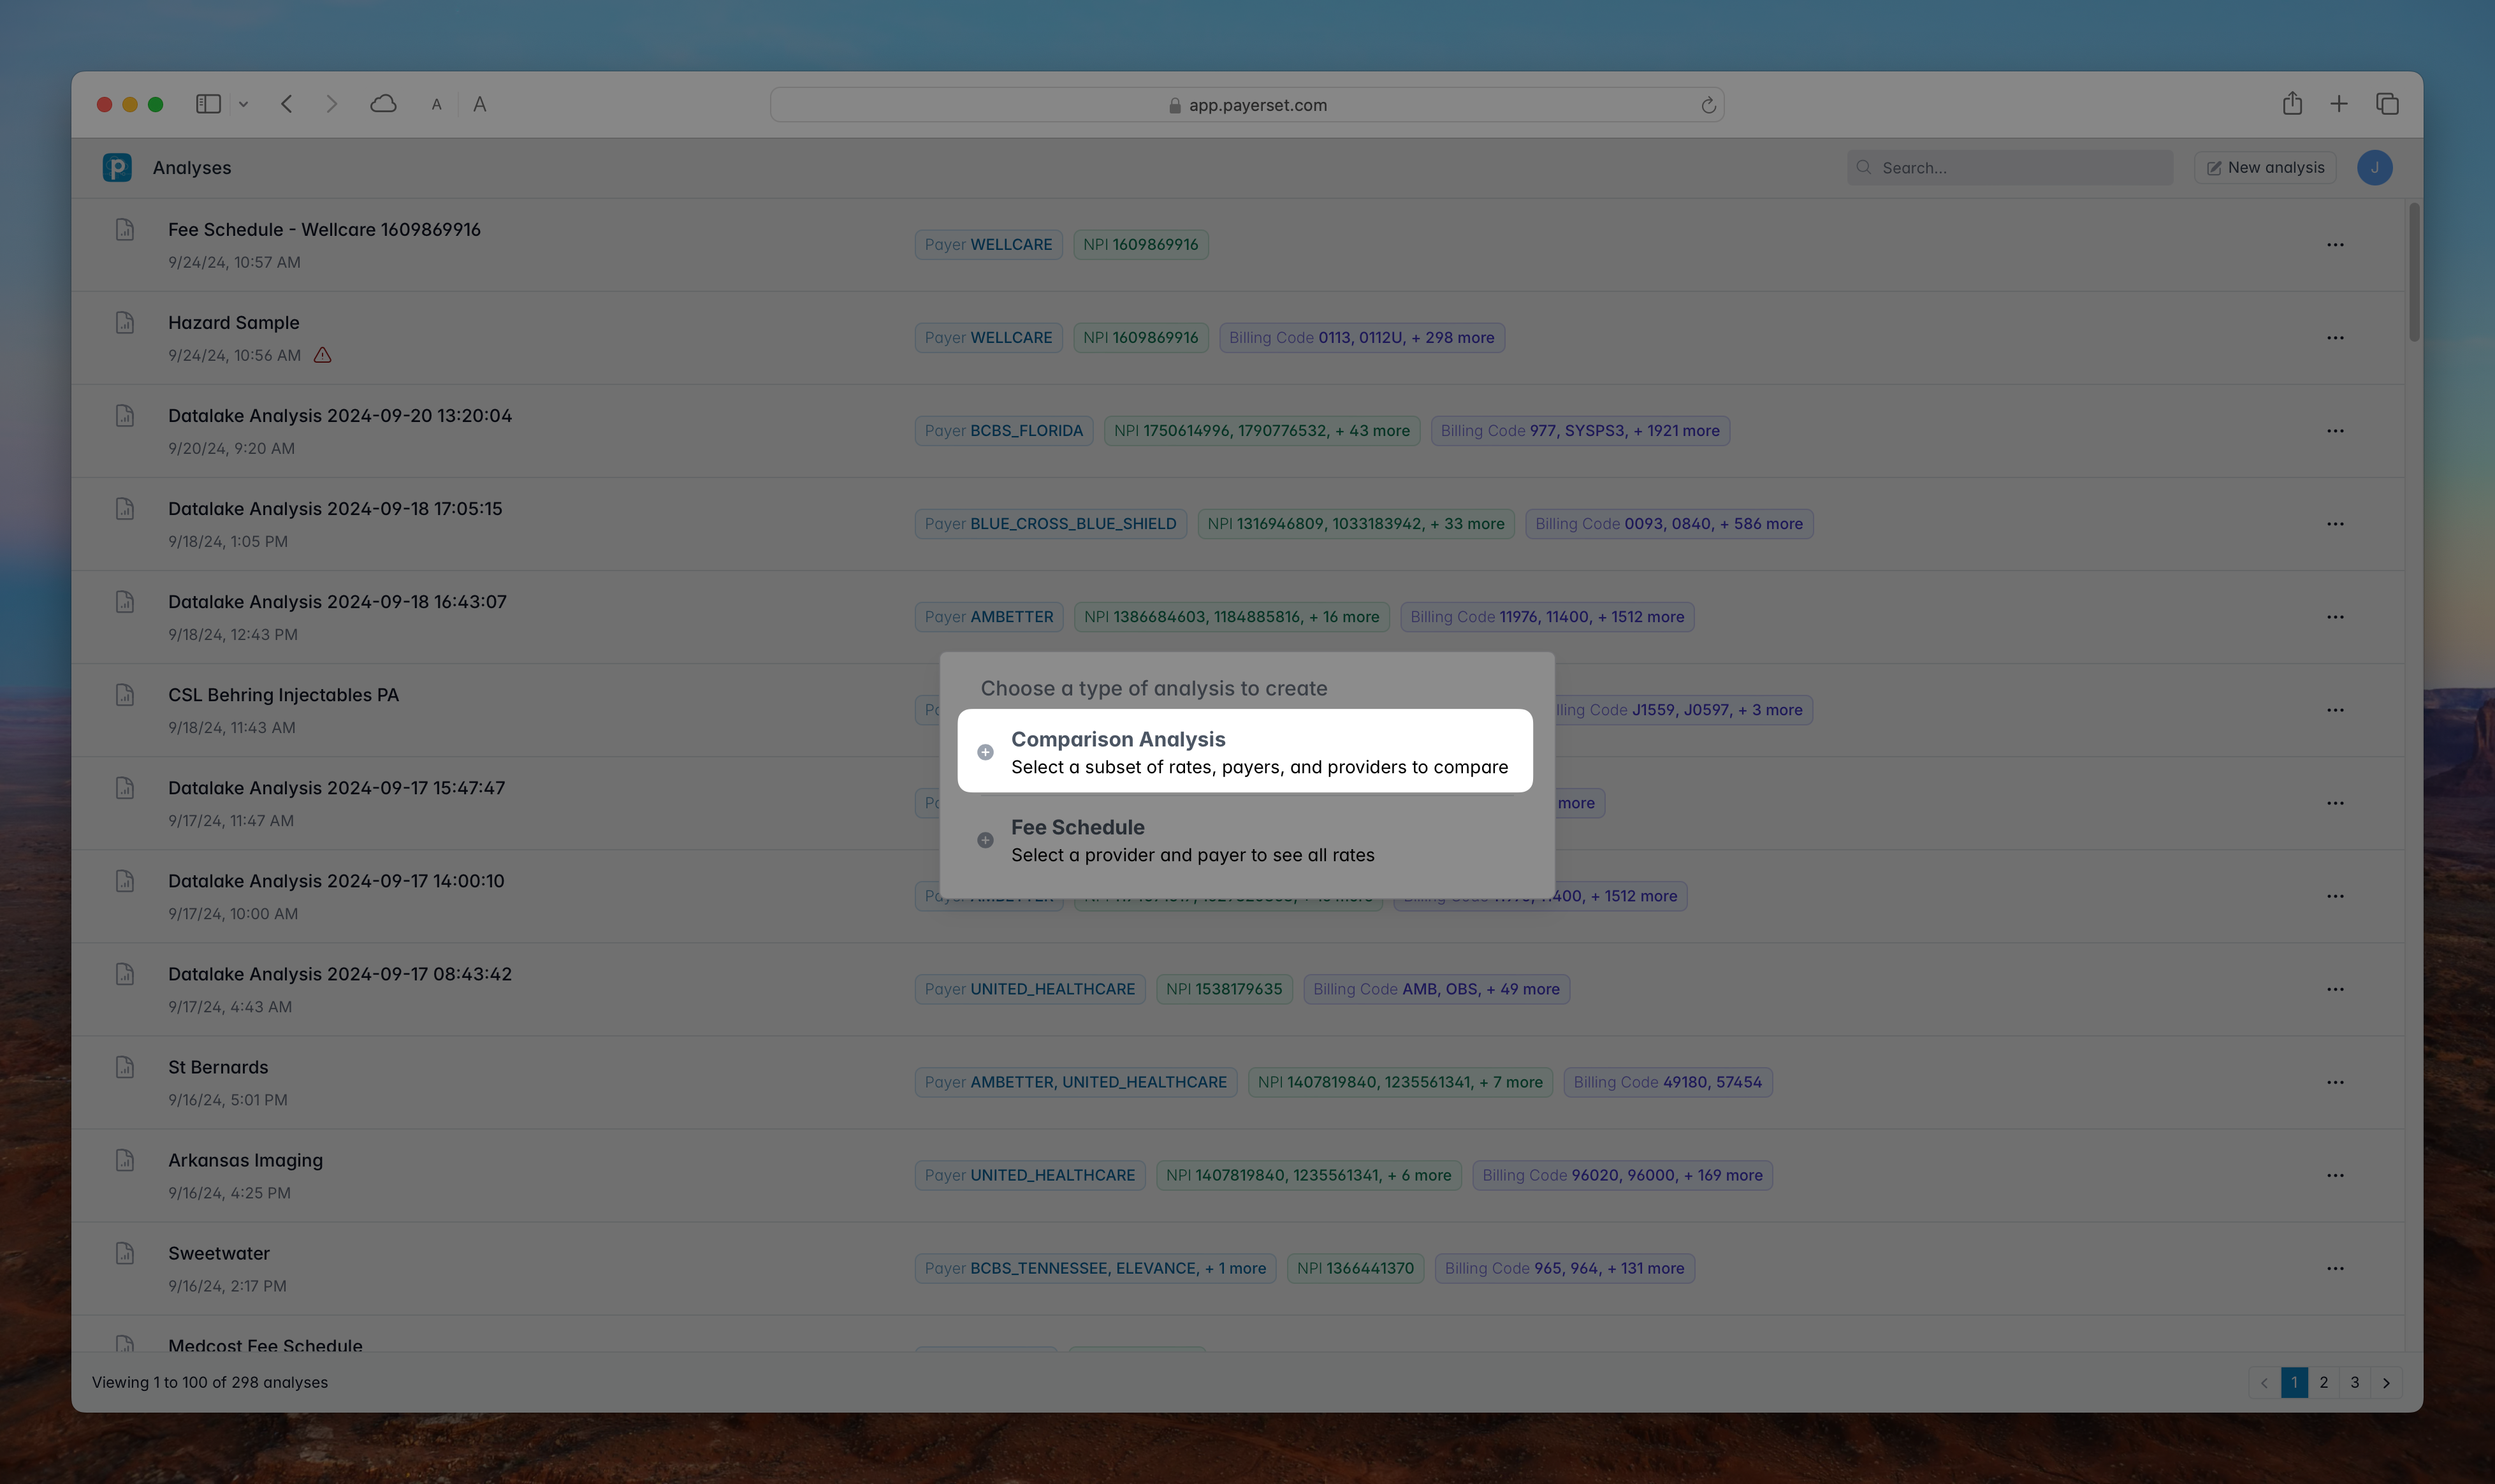 A A app.payerset.com
p Analyses Search... New analysis J
Fee Schedule - Wellcare 1609869916
9/24/24, 10:57 AM
Payer WELLCARE NPI 1609869916
Hazard Sample
9/24/24, 10:56 AM
Payer WELLCARE NPI 1609869916 Billing Code 0113, 0112U, + 298 more
Datalake Analysis 2024-09-20 13:20:04
9/20/24, 9:20 AM
Payer BCBS_FLORIDA NPI 1750614996, 1790776532, + 43 more Billing Code 977, SYSPS3, + 1921 more
Datalake Analysis 2024-09-18 17:05:15
9/18/24, 1:05 PM
Payer BLUE_CROSS_BLUE_SHIELD NPI 1316946809, 1033183942, + 33 more Billing Code 0093, 0840, + 586 more
Datalake Analysis 2024-09-18 16:43:07
9/18/24, 12:43 PM
Payer AMBETTER NPI 1386684603, 1184885816, + 16 more Billing Code 11976, 11400, + 1512 more
CSL Behring Injectables PA
9/18/24, 11:43 AM
Code J1559, J0597, + 3 more
Choose a type of analysis to create
Comparison Analysis
Select a subset of rates, payers, and providers to compare
Fee Schedule
Select a provider and payer to see all rates
Datalake Analysis 2024-09-17 15:47:47
9/17/24, 11:47 AM
more
Datalake Analysis 2024-09-17 14:00:10
9/17/24, 10:00 AM
+ 1512 more
Datalake Analysis 2024-09-17 08:43:42
9/17/24, 4:43 AM
Payer UNITED_HEALTHCARE NPI 1538179635 Billing Code AMB, OBS, + 49 more
St Bernards
9/16/24, 5:01 PM
Payer AMBETTER, UNITED_HEALTHCARE NPI 1407819840, 1235561341, + 7 more Billing Code 49180, 57454
Arkansas Imaging
9/16/24, 4:25 PM
Payer UNITED_HEALTHCARE NPI 1407819840, 1235561341, + 6 more Billing Code 96020, 96000, + 169 more
Sweetwater
9/16/24, 2:17 PM
Payer BCBS_TENNESSEE, ELEVANCE, + 1 more NPI 1366441370 Billing Code 965, 964, + 131 more
Medcost Fee Schedule
Viewing 1 to 100 of 298 analyses 1 2 3